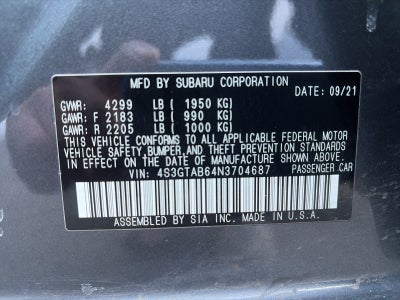 MFD BY SUBARU CORPORATION
GVWR: 4299 LB ( 1950 KG) DATE: 09/21
GAWR: F 2183 LB ( 990 KG)
GAWR: R 2205 LB ( 1000 KG)
THIS VEHICLE CONFORMS TO ALL APPLICABLE FEDERAL MOTOR
VEHICLE SAFETY, BUMPER, AND THEFT PREVENTION STANDARDS
IN EFFECT ON THE DATE OF MANUFACTURE SHOWN ABOVE.
VIN: 4S3GTAB64N3704687 PASSENGER CAR
ASSEMBLED BY SIA INC. MADE IN U.S.A.